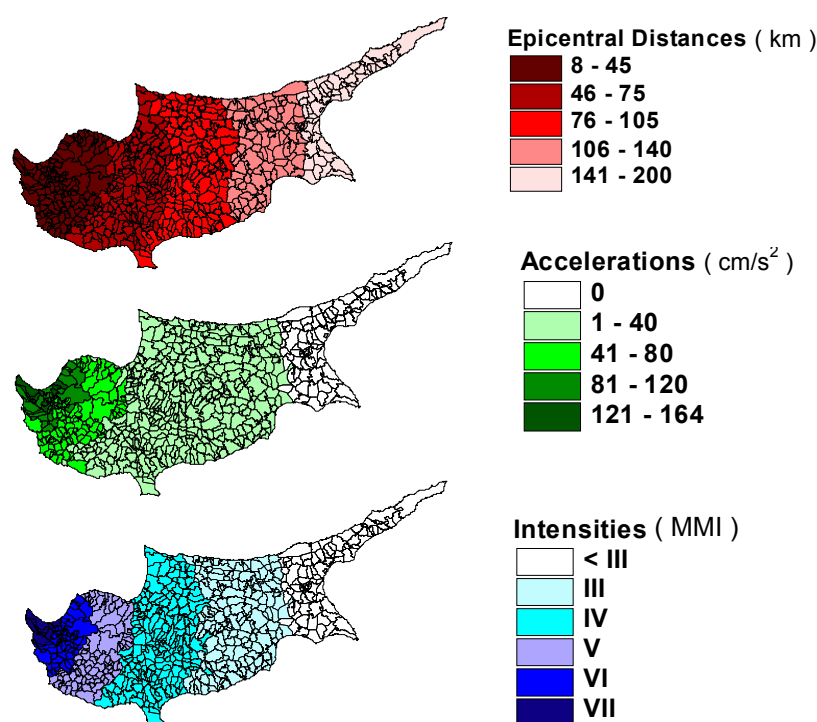 Epicentral Distances ( km )
8 - 45
46 - 75
76 - 105
106 - 140
141 - 200
Accelerations ( cm/s² )
0
1 - 40
41 - 80
81 - 120
121 - 164
Intensities ( MMI )
< III
III
IV
V
VI
VII